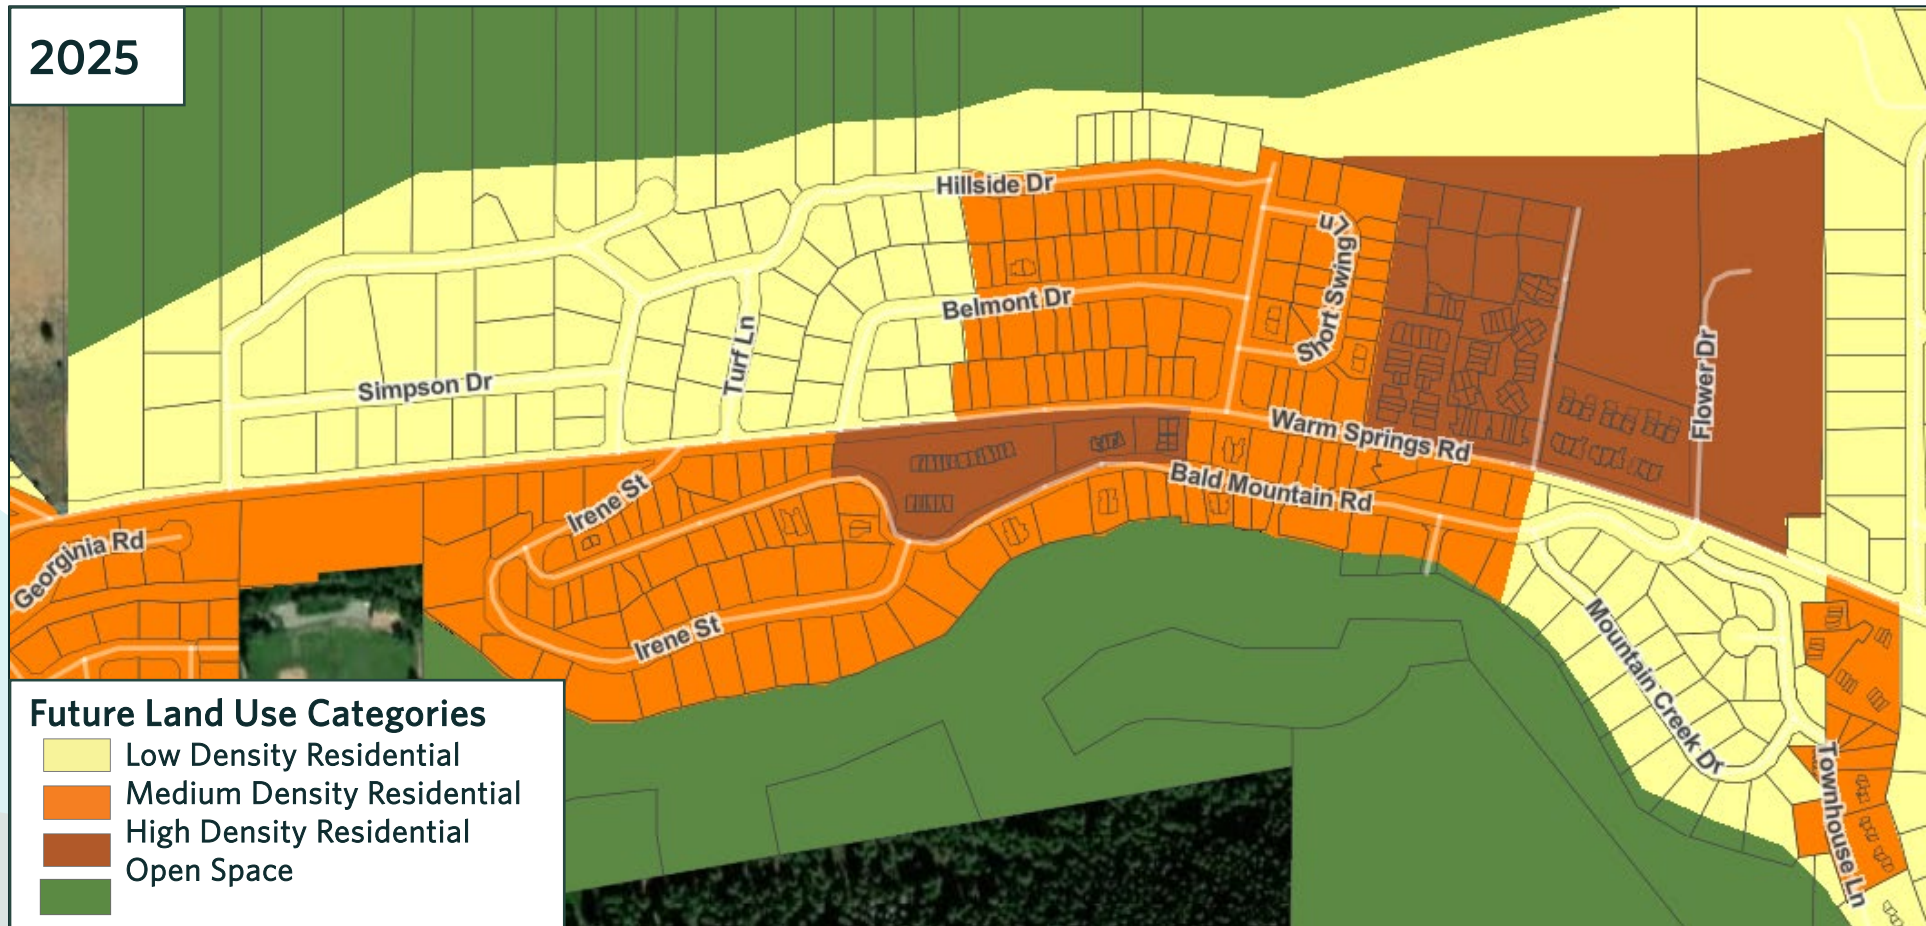 2025
Hillside Dr
Short Swing Ln
Belmont Dr
Turf Ln
Simpson Dr
Flower Dr
Warm Springs Rd
Bald Mountain Rd
Irene St
Georgina Rd
Irene St
Mountain Creek Dr
Townhouse Ln
Future Land Use Categories
Low Density Residential
Medium Density Residential
High Density Residential
Open Space